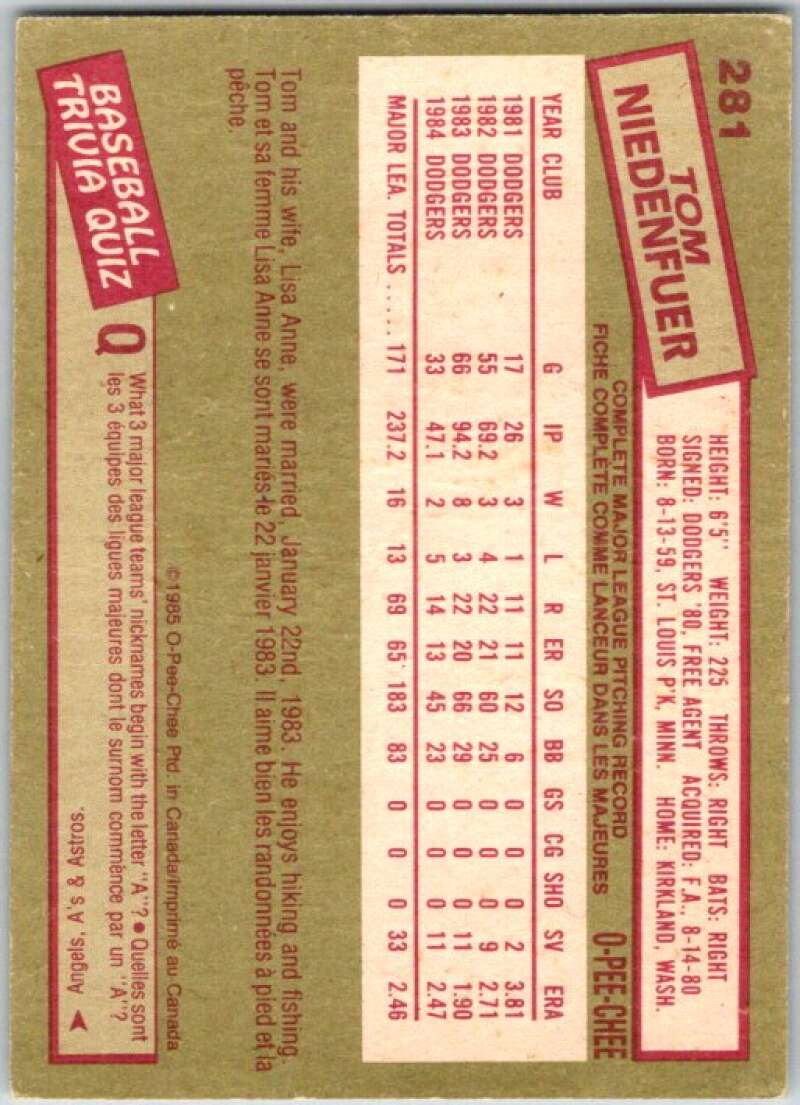 281
TOM
NIEDENFUER
HEIGHT: 6'5" WEIGHT: 225 THROWS: RIGHT BATS: RIGHT
SIGNED: DODGERS '80, FREE AGENT ACQUIRED: F.A., 8-14-80
BORN: 8-13-59, ST. LOUIS P'K, MINN. HOME: KIRKLAND, WASH.
COMPLETE MAJOR LEAGUE PITCHING RECORD
FICHE COMPLÈTE COMME LANCEUR DANS LES MAJEURES
O-PEE-CHEE
YEAR CLUB G IP W L R ER SO BB GS CG SHO SV ERA
1981 DODGERS 17 26 3 1 11 11 12 6 0 0 0 2 3.81
1982 DODGERS 55 69.2 3 4 22 21 60 25 0 0 0 9 2.71
1983 DODGERS 66 94.2 8 3 22 20 66 29 0 0 0 11 1.90
1984 DODGERS 33 47.1 2 5 14 13 45 23 0 0 0 11 2.47
MAJOR LEA. TOTALS ..... 171 237.2 16 13 69 65 183 83 0 0 0 33 2.46
Tom and his wife, Lisa Anne, were married, January 22nd, 1983. He enjoys hiking and fishing.
Tom et sa femme Lisa Anne se sont mariés le 22 janvier 1983. Il aime bien les randonnées à pied et la
pêche.
©1985 O-Pee-Chee Ptd. in Canada/Imprimé au Canada
BASEBALL
TRIVIA QUIZ
Q What 3 major league teams' nicknames begin with the letter "A"? ● Quelles sont
les 3 équipes des ligues majeures dont le surnom commence par un "A"?
Angels, A's & Astros.